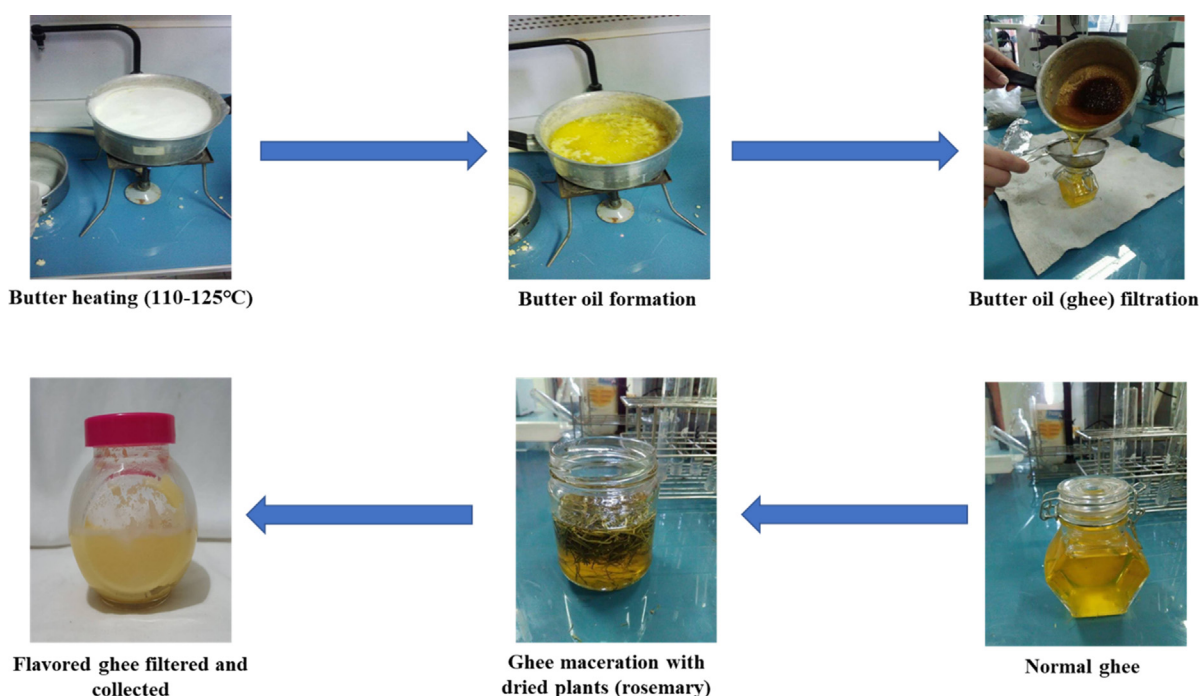 Butter heating (110-125°C)
Butter oil formation
Butter oil (ghee) filtration
Normal ghee
Ghee maceration with
dried plants (rosemary)
Flavored ghee filtered and
collected